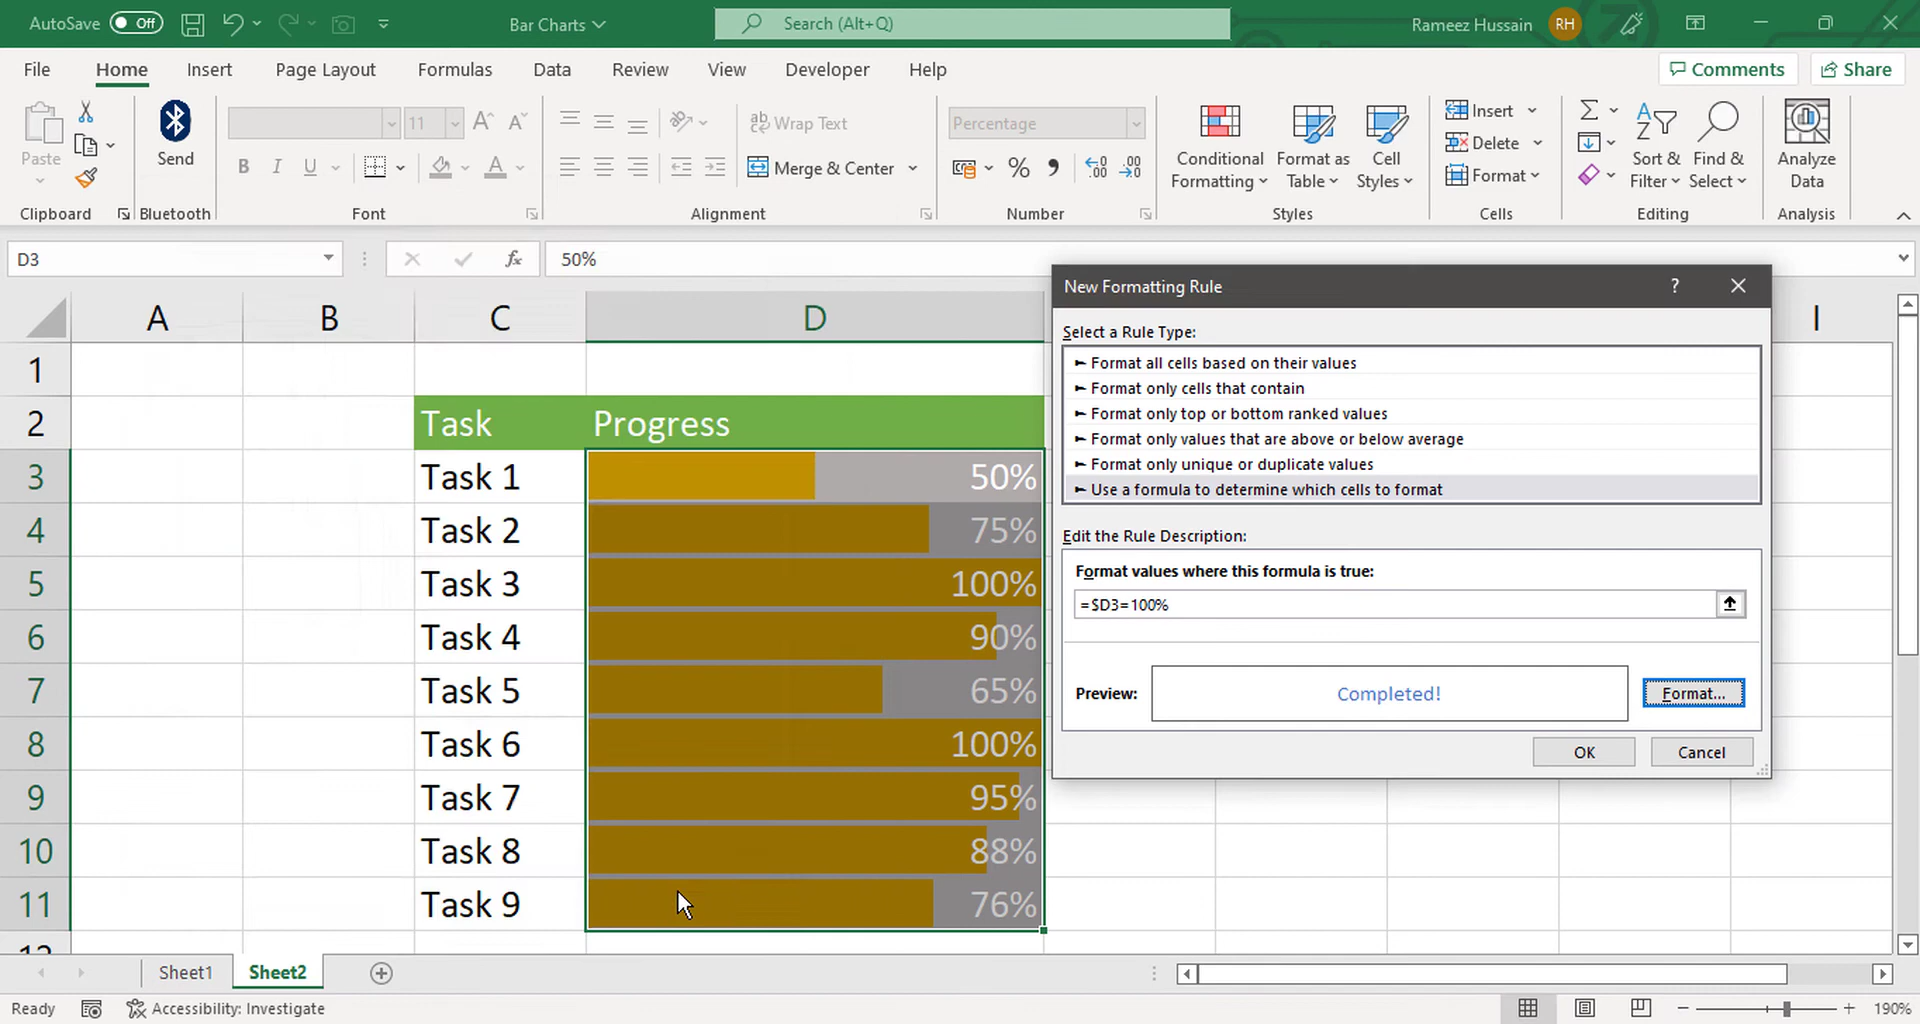 AutoSave Off Bar Charts Search (Alt+Q) Rameez Hussain RH
File Home Insert Page Layout Formulas Data Review View Developer Help Comments Share
Paste
Send
11
B I U
Wrap Text
Merge & Center
Percentage
Conditional Formatting
Format as Table
Cell Styles
Insert
Delete
Format
Sort & Filter
Find & Select
Analyze Data
Clipboard Bluetooth Font Alignment Number Styles Cells Editing Analysis
D3 fx 50%
A B C D I
1
2 Task Progress
3 Task 1 50%
4 Task 2 75%
5 Task 3 100%
6 Task 4 90%
7 Task 5 65%
8 Task 6 100%
9 Task 7 95%
10 Task 8 88%
11 Task 9 76%
12
New Formatting Rule ?
Select a Rule Type:
► Format all cells based on their values
► Format only cells that contain
► Format only top or bottom ranked values
► Format only values that are above or below average
► Format only unique or duplicate values
► Use a formula to determine which cells to format
Edit the Rule Description:
Format values where this formula is true:
=$D3=100%
Preview: Completed! Format...
OK Cancel
Sheet1 Sheet2
Ready Accessibility: Investigate 190%